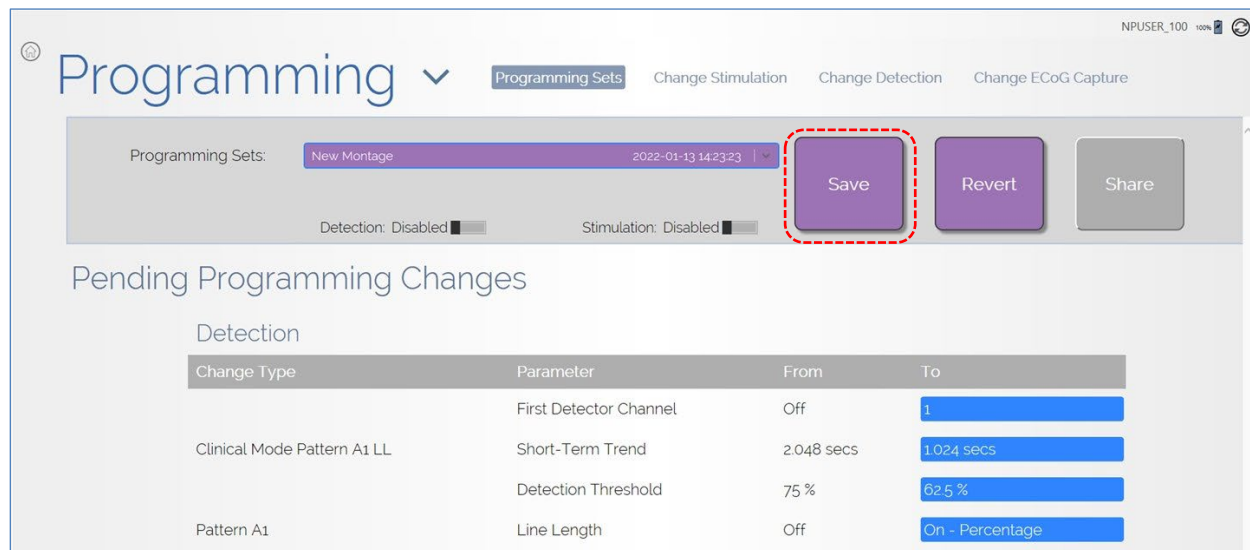 NPUSER_100 100%
Programming Programming Sets Change Stimulation Change Detection Change ECoG Capture
Programming Sets: New Montage 2022-01-13 14:23:23 Save Revert Share
Detection: Disabled Stimulation: Disabled
Pending Programming Changes
Detection
Change Type Parameter From To
First Detector Channel Off 1
Clinical Mode Pattern A1 LL Short-Term Trend 2.048 secs 1.024 secs
Detection Threshold 75 % 62.5 %
Pattern A1 Line Length Off On - Percentage